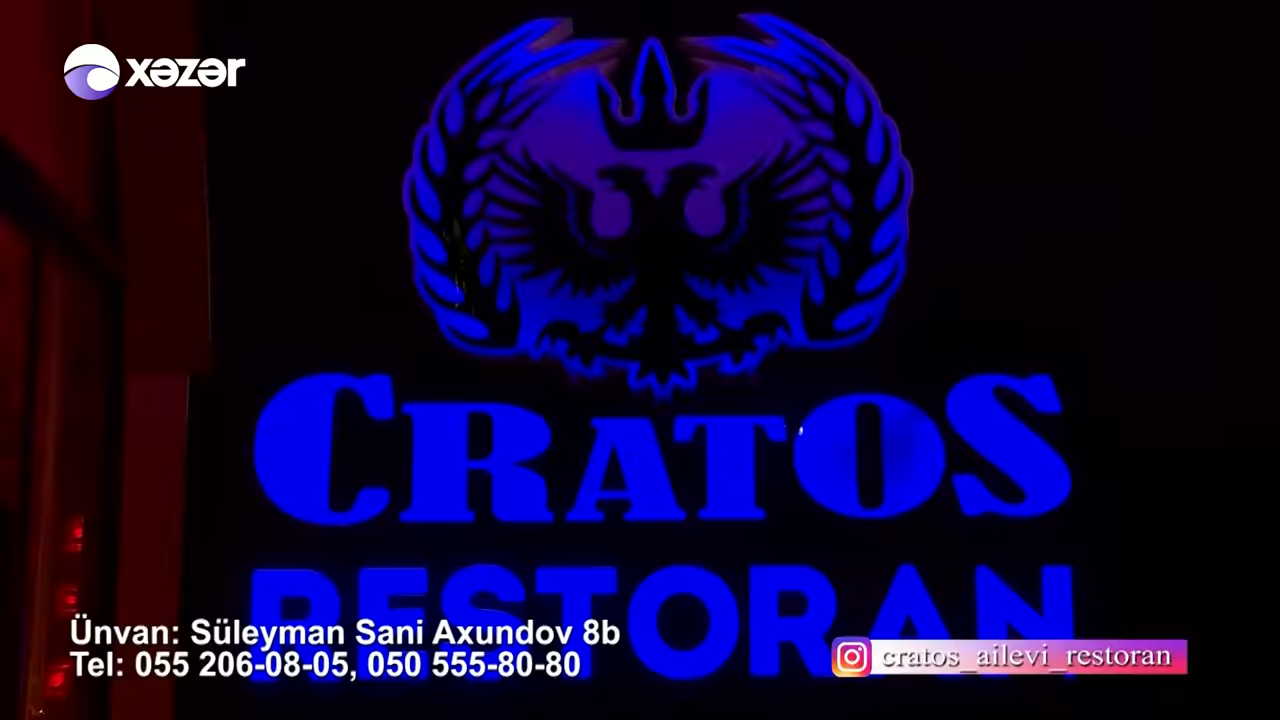 xəzər
CRATOS
RESTORAN
Ünvan: Süleyman Sani Axundov 8b
Tel: 055 206-08-05, 050 555-80-80
cratos_ailevi_restoran